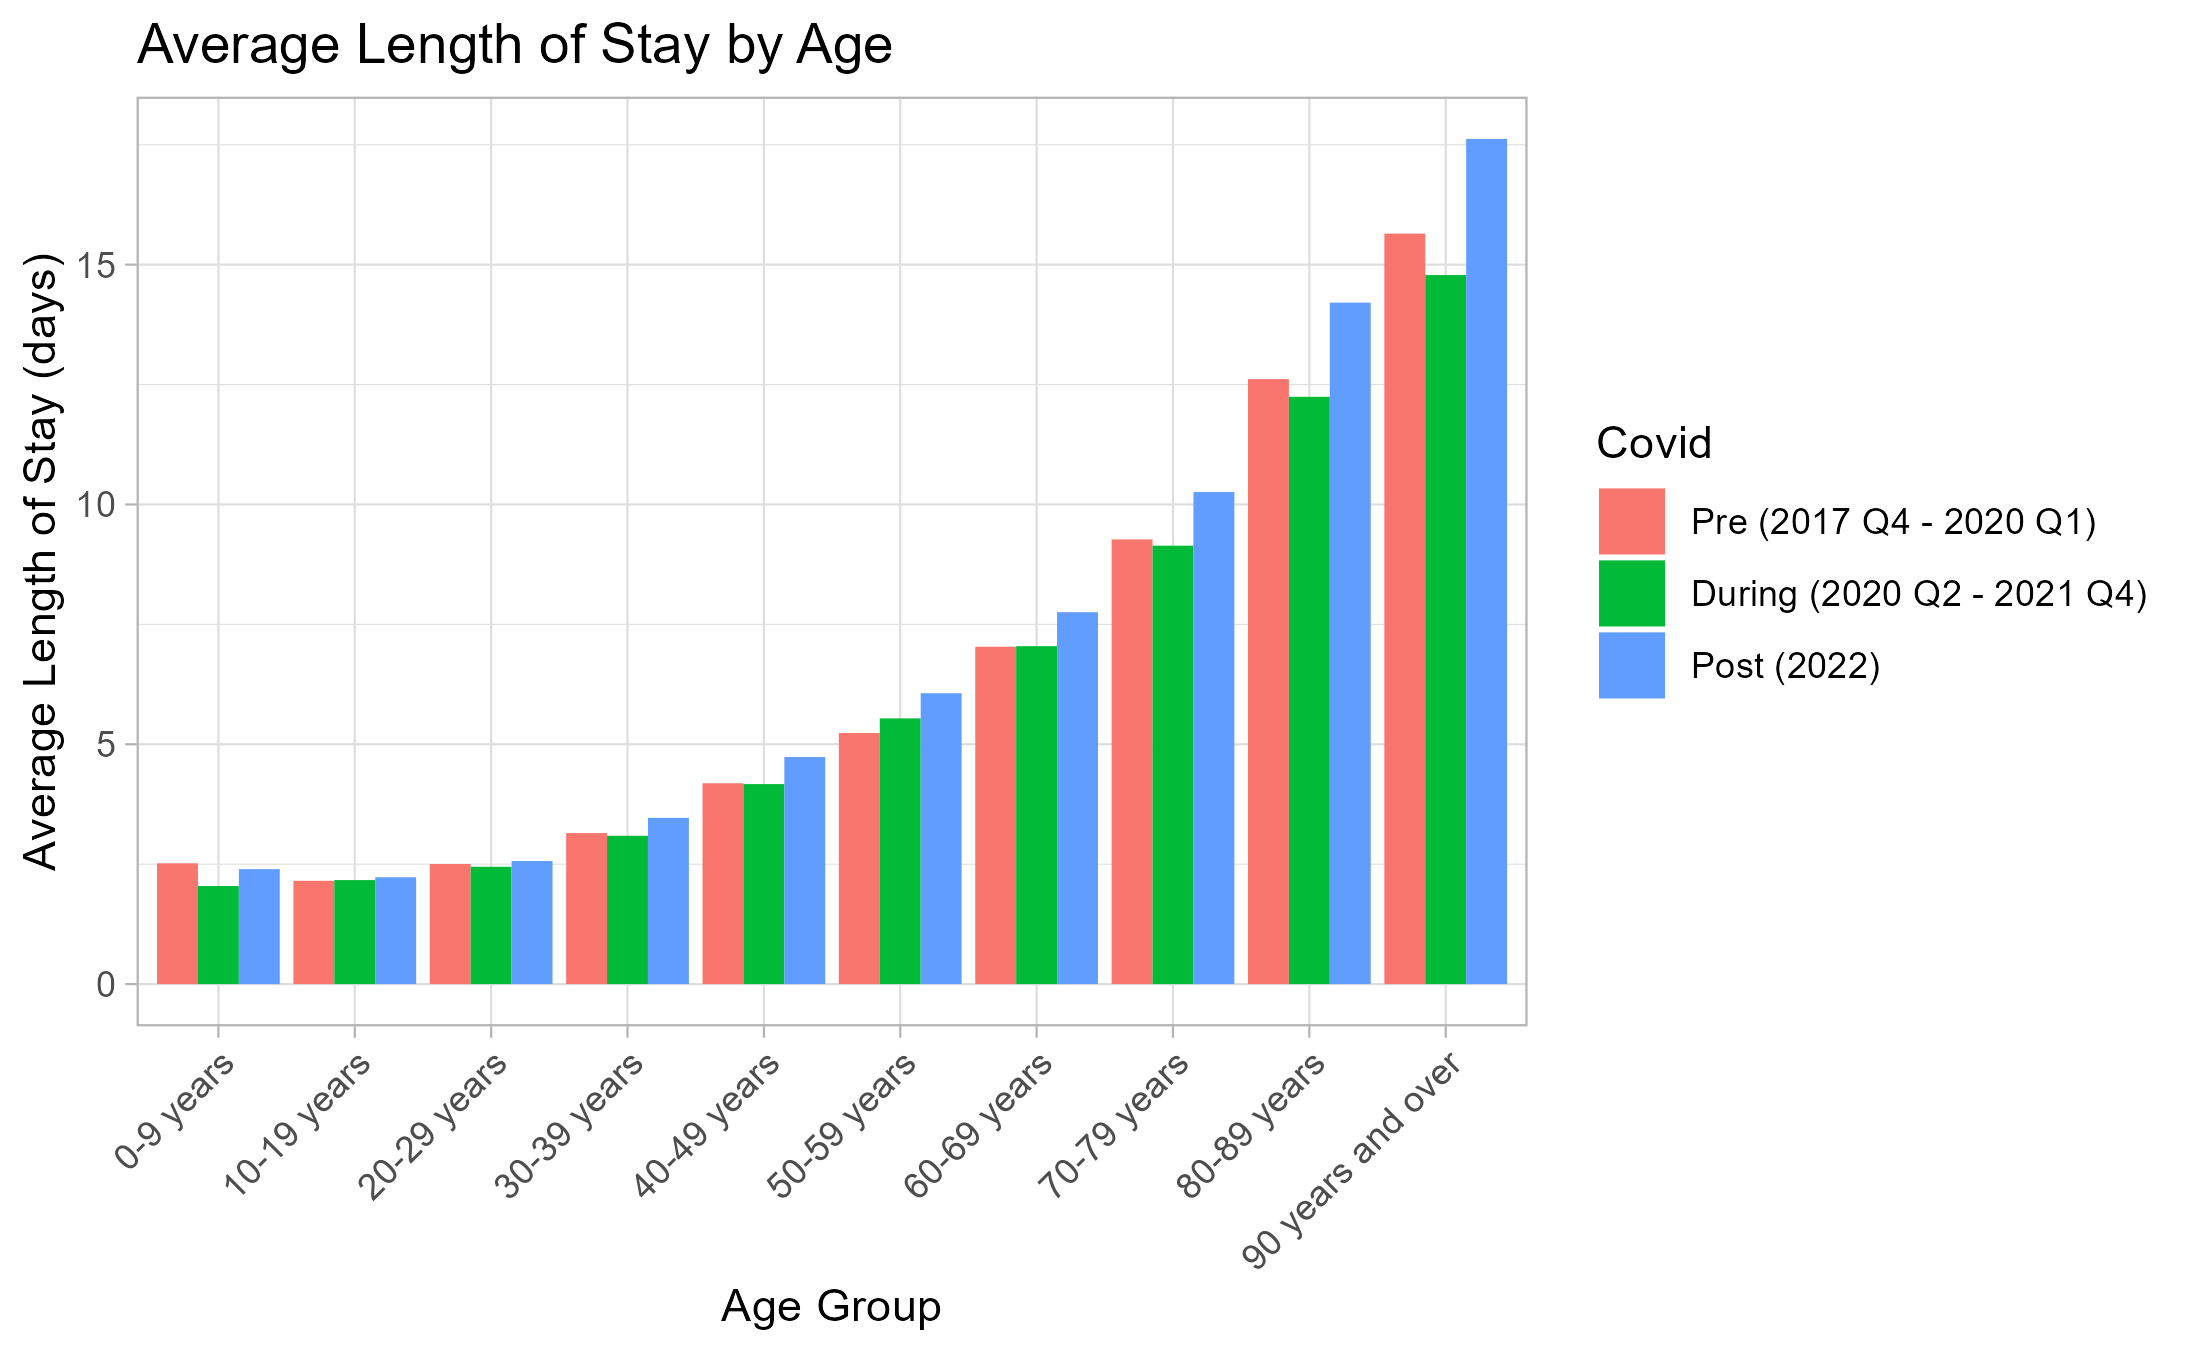 Average Length of Stay by Age
Average Length of Stay (days)
15
10
5
0
0-9 years
10-19 years
20-29 years
30-39 years
40-49 years
50-59 years
60-69 years
70-79 years
80-89 years
90 years and over
Age Group
Covid
Pre (2017 Q4 - 2020 Q1)
During (2020 Q2 - 2021 Q4)
Post (2022)